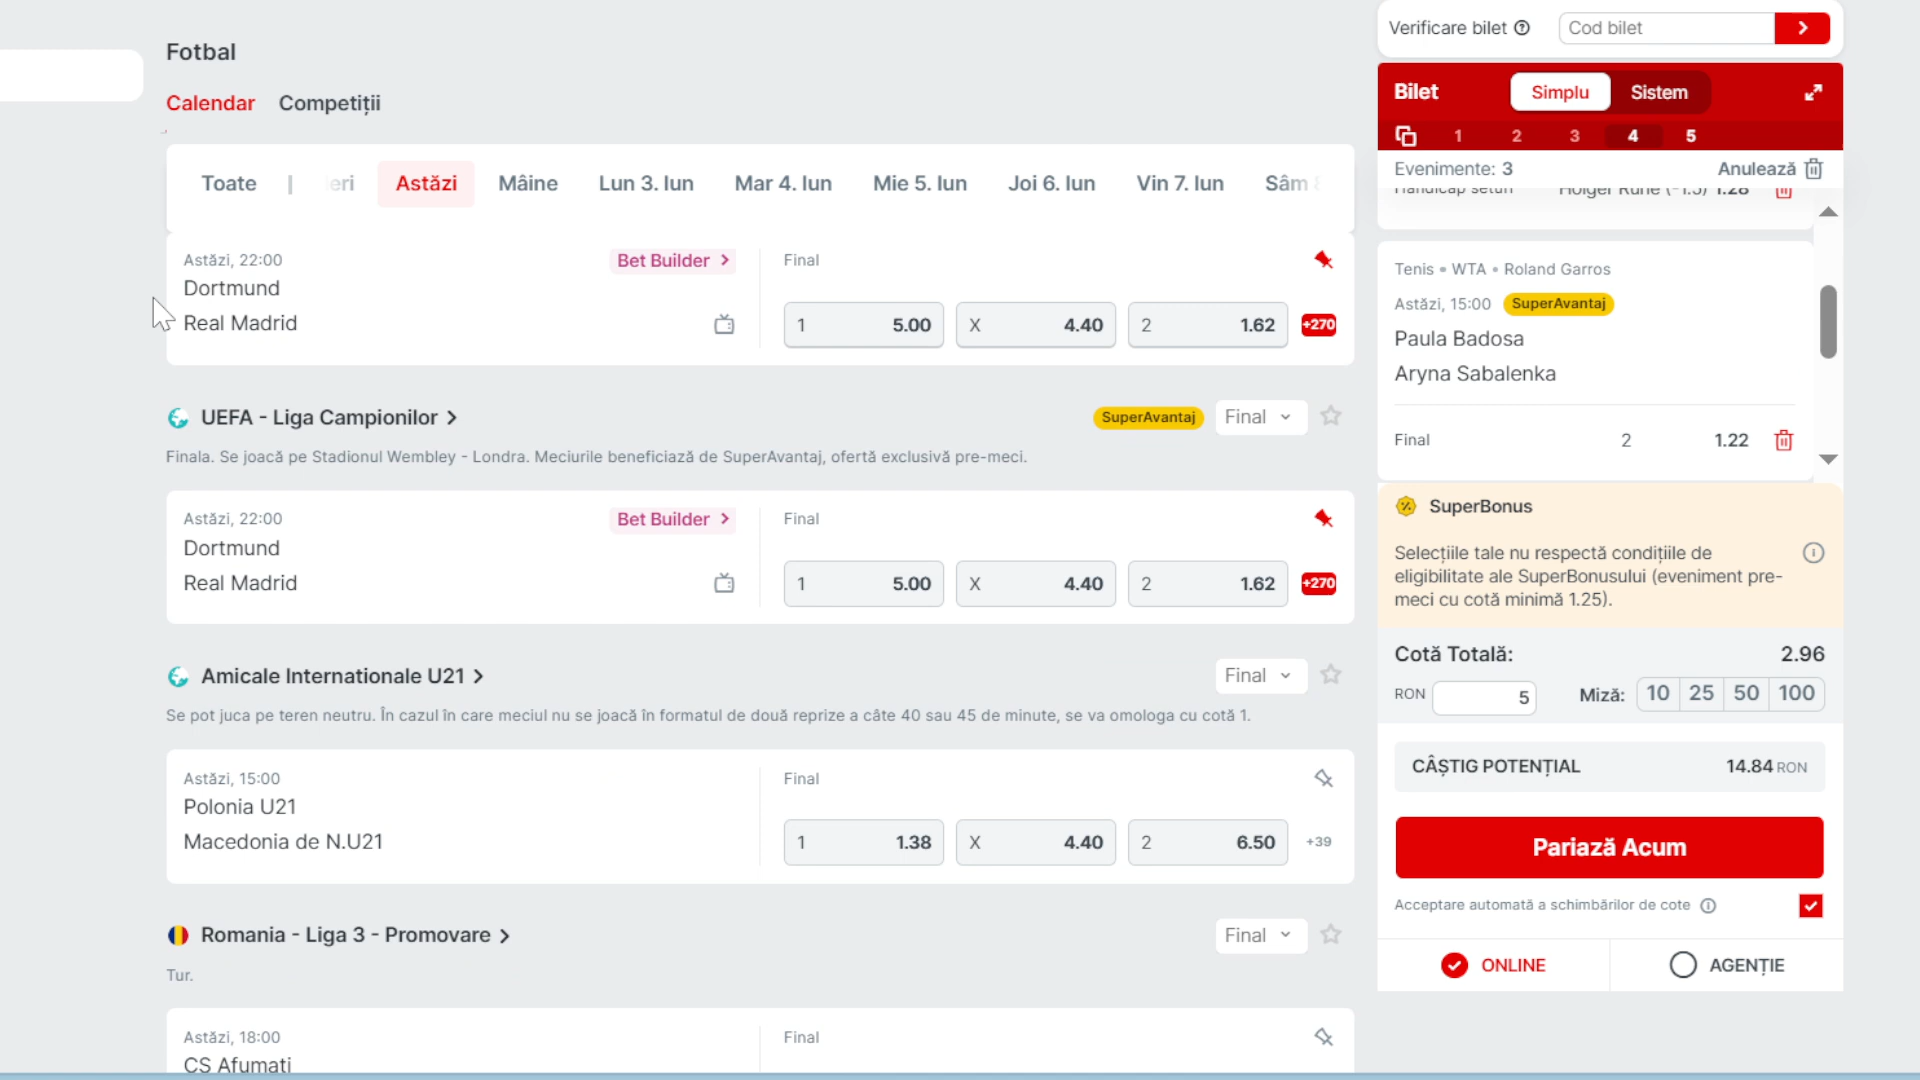 Fotbal
Calendar Competiții
Toate | eri Astăzi Mâine Lun 3. Iun Mar 4. Iun Mie 5. Iun Joi 6. Iun Vin 7. Iun Sâm
Astăzi, 22:00 Bet Builder > Final
Dortmund
Real Madrid
1 5.00 X 4.40 2 1.62 +270
UEFA - Liga Campionilor > SuperAvantaj Final
Finala. Se joacă pe Stadionul Wembley - Londra. Meciurile beneficiază de SuperAvantaj, ofertă exclusivă pre-meci.
Astăzi, 22:00 Bet Builder > Final
Dortmund
Real Madrid
1 5.00 X 4.40 2 1.62 +270
Amicale Internationale U21 > Final
Se pot juca pe teren neutru. În cazul în care meciul nu se joacă în formatul de două reprize a câte 40 sau 45 de minute, se va omologa cu cotă 1.
Astăzi, 15:00 Final
Polonia U21
Macedonia de N.U21
1 1.38 X 4.40 2 6.50 +39
Romania - Liga 3 - Promovare > Final
Tur.
Astăzi, 18:00 Final
CS Afumati
Verificare bilet Cod bilet
Bilet Simplu Sistem
1 2 3 4 5
Evenimente: 3 Anulează
Handicap seturi Holger Rune (-1.5) 1.28
Tenis • WTA • Roland Garros
Astăzi, 15:00 SuperAvantaj
Paula Badosa
Aryna Sabalenka
Final 2 1.22
SuperBonus
Selecțiile tale nu respectă condițiile de
eligibilitate ale SuperBonusului (eveniment pre-
meci cu cotă minimă 1.25).
Cotă Totală: 2.96
RON 5 Miză: 10 25 50 100
CÂȘTIG POTENȚIAL 14.84 RON
Pariază Acum
Acceptare automată a schimbărilor de cote
ONLINE AGENȚIE